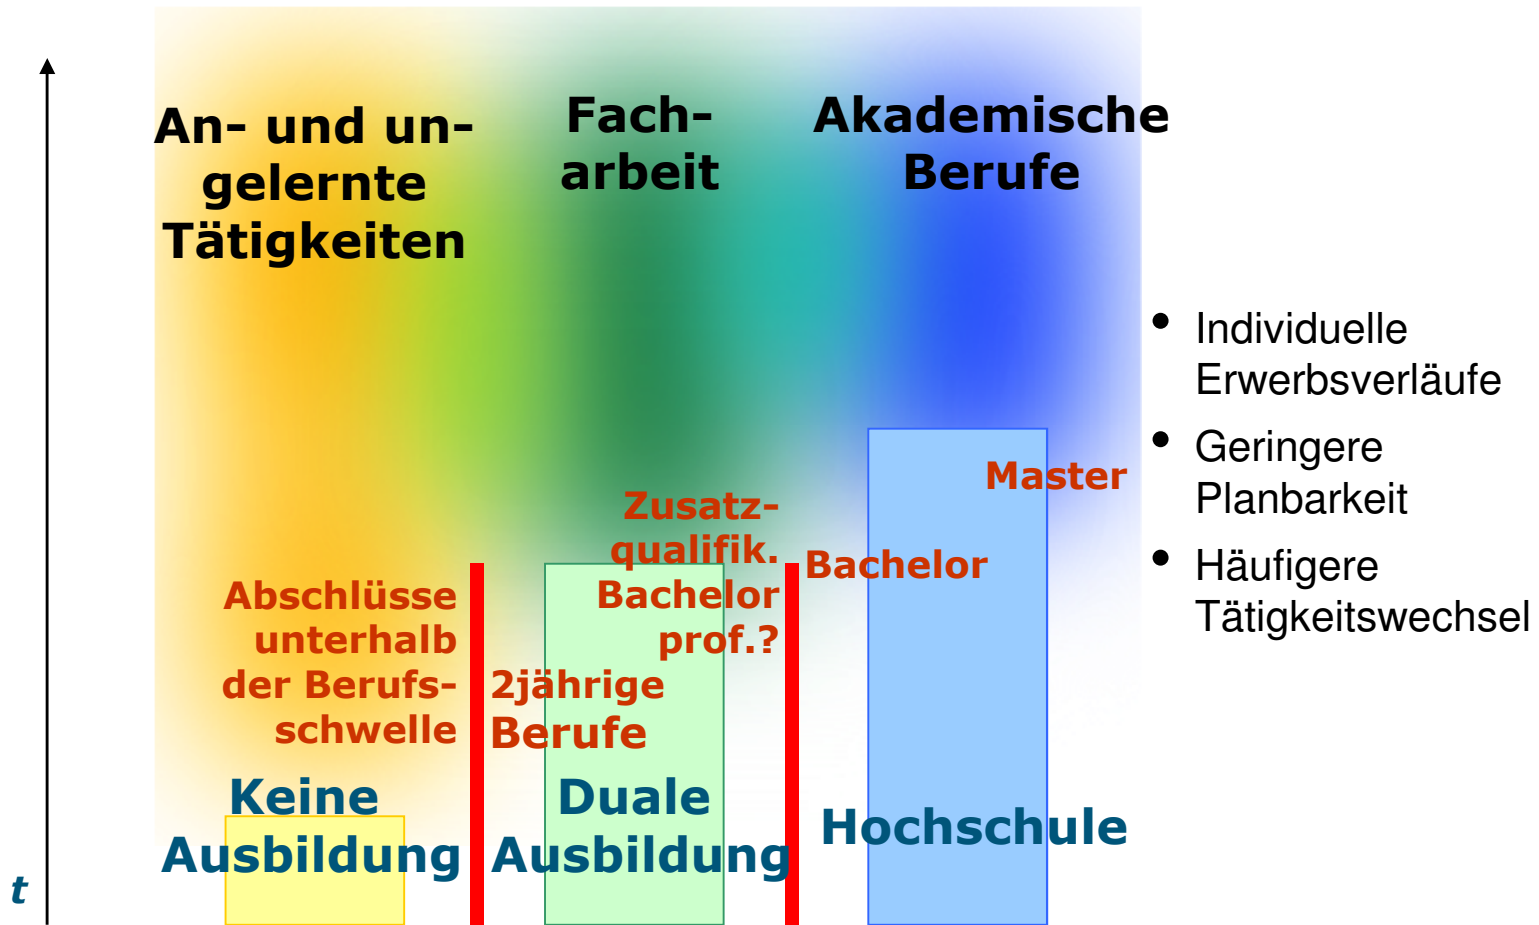 An- und un-
gelernte
Tätigkeiten
Fach-
arbeit
Akademische
Berufe
Individuelle
Erwerbsverläufe
Geringere
Planbarkeit
Häufigere
Tätigkeitswechsel
Master
Zusatz-
qualifik.
Bachelor
prof.?
Bachelor
Abschlüsse
unterhalb
der Berufs-
schwelle
2jährige
Berufe
Keine
Ausbildung
Duale
Ausbildung
Hochschule
t